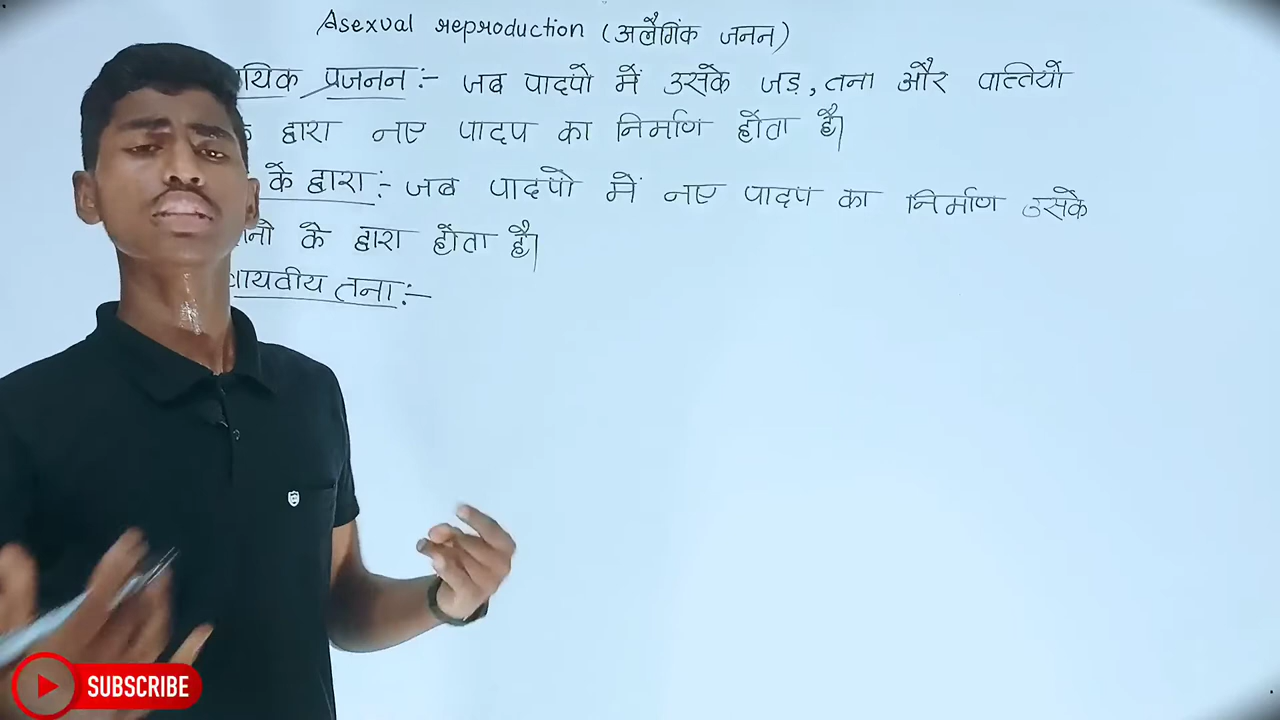 Asexual reproduction (अलैगिंक जनन)
प्रजनन :- जब पादपो में उसके जड़, तना और पात्तियो
द्वारा नए पादप का निर्माण होता है।
के द्वारा :- जब पादपो में नए पादप का निर्माण उसके
के द्वारा होता है।
तना :-
SUBSCRIBE